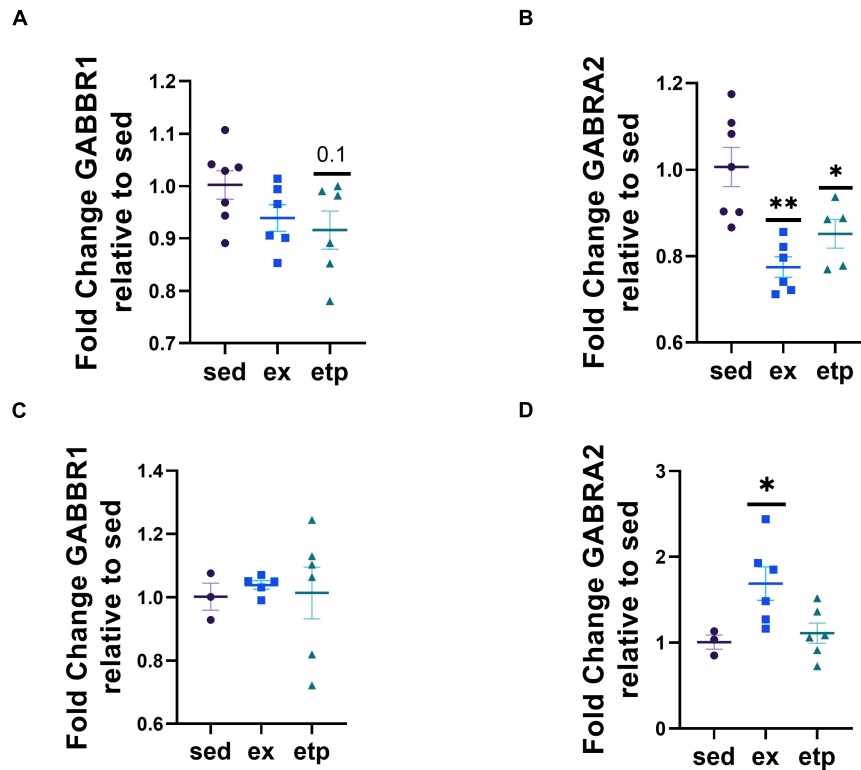 A
Fold Change GABBR1
relative to sed
1.2
1.1
1.0
0.9
0.8
0.7
0.1
sed ex etp
B
Fold Change GABRA2
relative to sed
1.2
1.0
0.8
0.6
**
*
sed ex etp
C
Fold Change GABBR1
relative to sed
1.4
1.2
1.0
0.8
0.6
sed ex etp
D
Fold Change GABRA2
relative to sed
3
2
1
0
*
sed ex etp